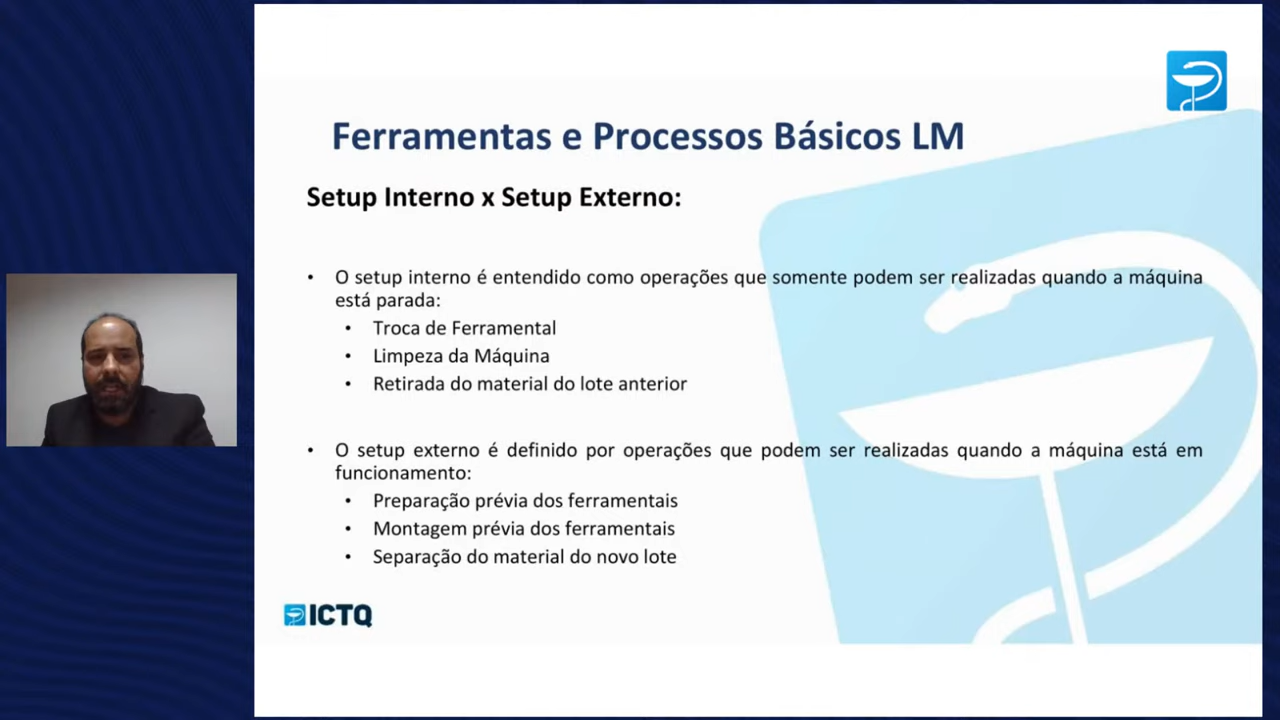 Ferramentas e Processos Básicos LM
Setup Interno x Setup Externo:
• O setup interno é entendido como operações que somente podem ser realizadas quando a máquina
está parada:
• Troca de Ferramental
• Limpeza da Máquina
• Retirada do material do lote anterior
• O setup externo é definido por operações que podem ser realizadas quando a máquina está em
funcionamento:
• Preparação prévia dos ferramentais
• Montagem prévia dos ferramentais
• Separação do material do novo lote
ICTQ